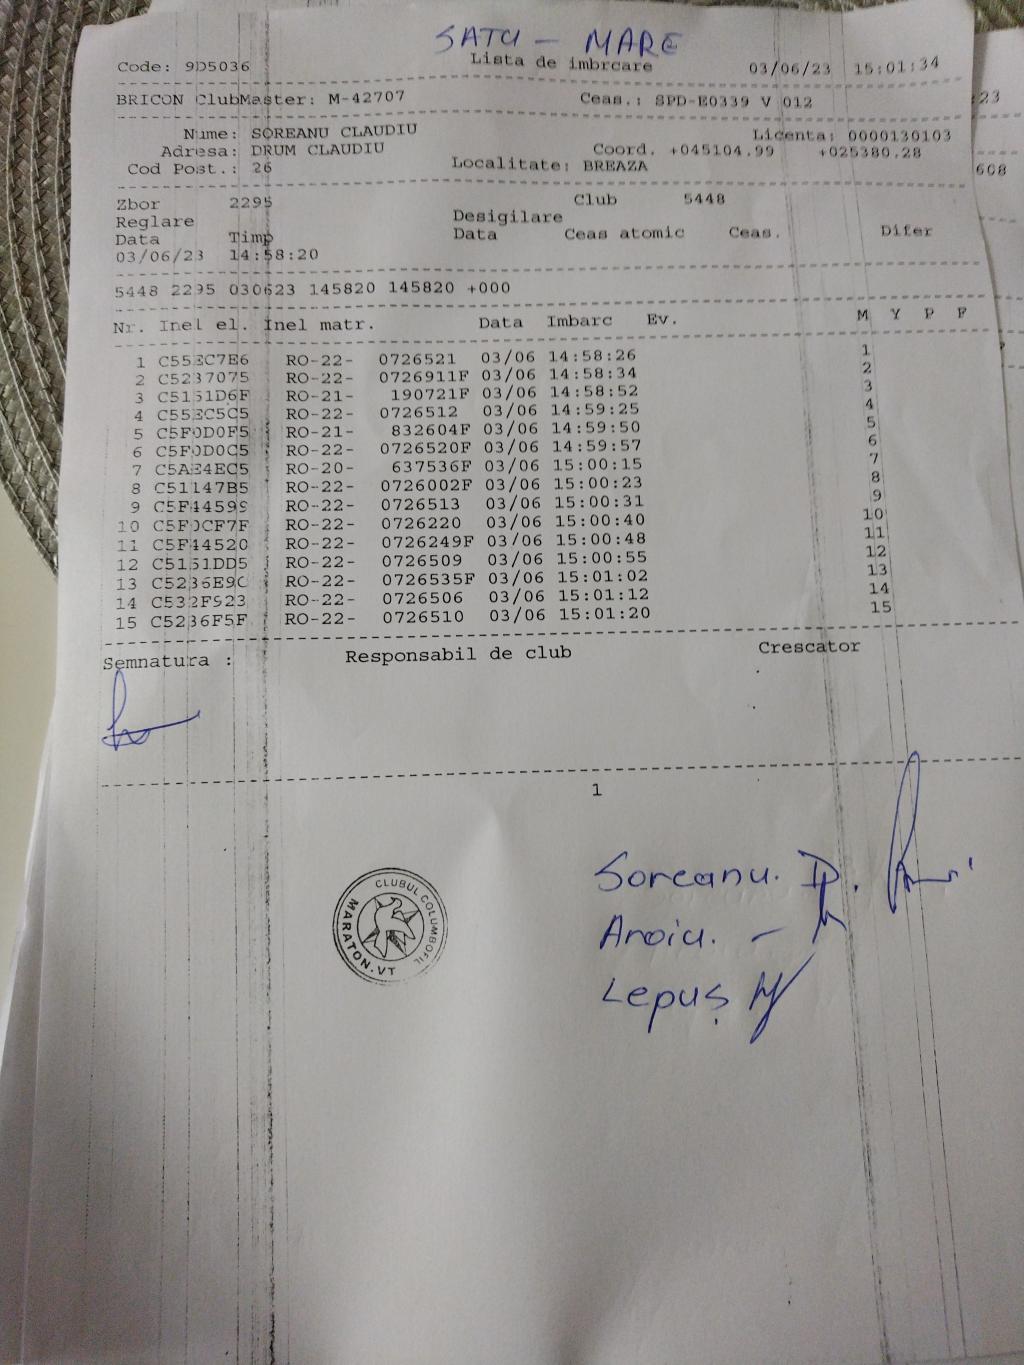 SATU - MARE
Code: 9D5036 Lista de imbrcare 03/06/23 15:01:34
BRICON ClubMaster: M-42707 Ceas.: SPD-E0339 V 012
Nume: SOREANU CLAUDIU Licenta: 0000130103
Adresa: DRUM CLAUDIU Coord. +045104.99 +025380.28
Cod Post.: 26 Localitate: BREAZA
Zbor 2295 Club 5448
Reglare Desigilare
Data Timp Data Ceas atomic Ceas. Difer
03/06/23 14:58:20
5448 2295 030623 145820 145820 +000
Nr. Inel el. Inel matr. Data Imbarc Ev. M Y P F
1 C55EC7E6 RO-22- 0726521 03/06 14:58:26 1
2 C5237075 RO-22- 0726911F 03/06 14:58:34 2
3 C5151D6F RO-21- 190721F 03/06 14:58:52 3
4 C55EC5C5 RO-22- 0726512 03/06 14:59:25 4
5 C5F0D0F5 RO-21- 832604F 03/06 14:59:50 5
6 C5F0D0C5 RO-22- 0726520F 03/06 14:59:57 6
7 C5AE4EC5 RO-20- 637536F 03/06 15:00:15 7
8 C51147B5 RO-22- 0726002F 03/06 15:00:23 8
9 C5F44599 RO-22- 0726513 03/06 15:00:31 9
10 C5F0CF7F RO-22- 0726220 03/06 15:00:40 10
11 C5F44520 RO-22- 0726249F 03/06 15:00:48 11
12 C5151DD5 RO-22- 0726509 03/06 15:00:55 12
13 C5236E9C RO-22- 0726535F 03/06 15:01:02 13
14 C532F923 RO-22- 0726506 03/06 15:01:12 14
15 C5236F5F RO-22- 0726510 03/06 15:01:20 15
Semnatura : Responsabil de club Crescator
1
CLUBUL COLUMBOFIL
MARATON.VT
Soreanu.
Aroiu. -
Lepuș
23
608